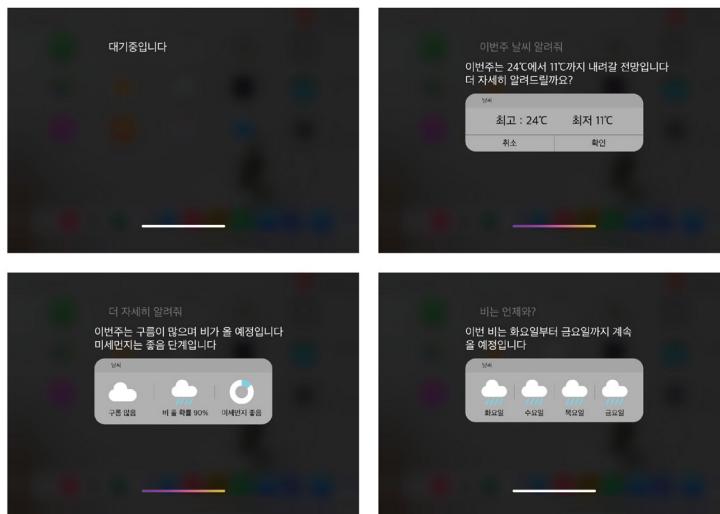 대기중입니다
이번주 날씨 알려줘
이번주는 24℃에서 11℃까지 내려갈 전망입니다
더 자세히 알려드릴까요?
날씨
최고 : 24℃ 최저 11℃
취소 확인
더 자세히 알려줘
이번주는 구름이 많으며 비가 올 예정입니다
미세먼지는 좋음 단계입니다
날씨
구름 많음 비 올 확률 90% 미세먼지 좋음
비는 언제와?
이번 비는 화요일부터 금요일까지 계속
올 예정입니다
날씨
화요일 수요일 목요일 금요일